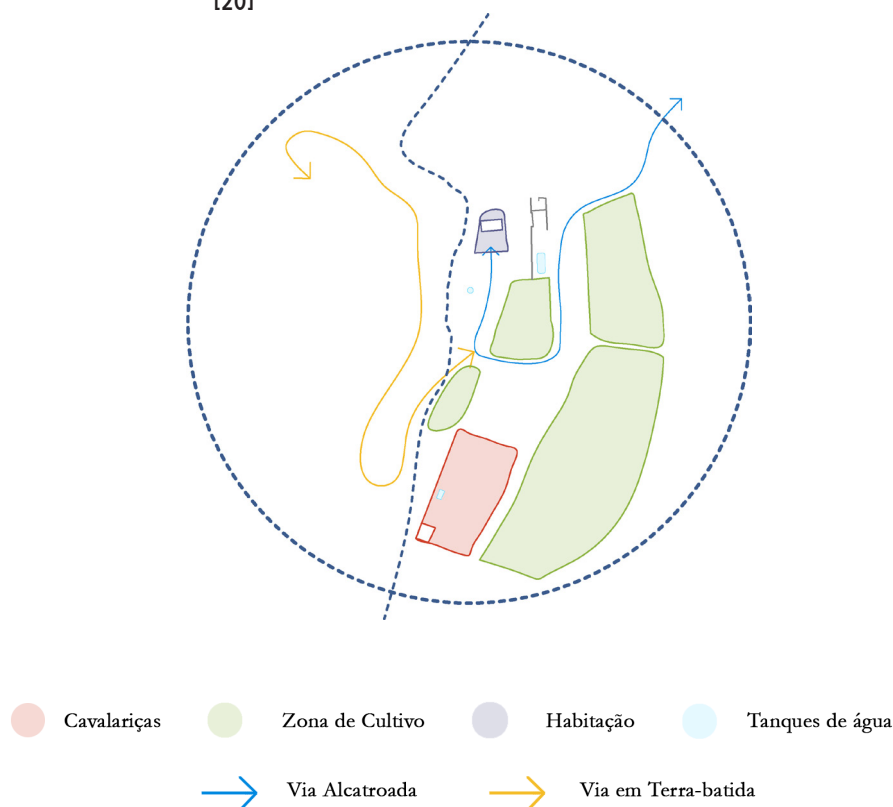 [20]
Cavalariças
Zona de Cultivo
Habitação
Tanques de água
Via Alcatroada
Via em Terra-batida